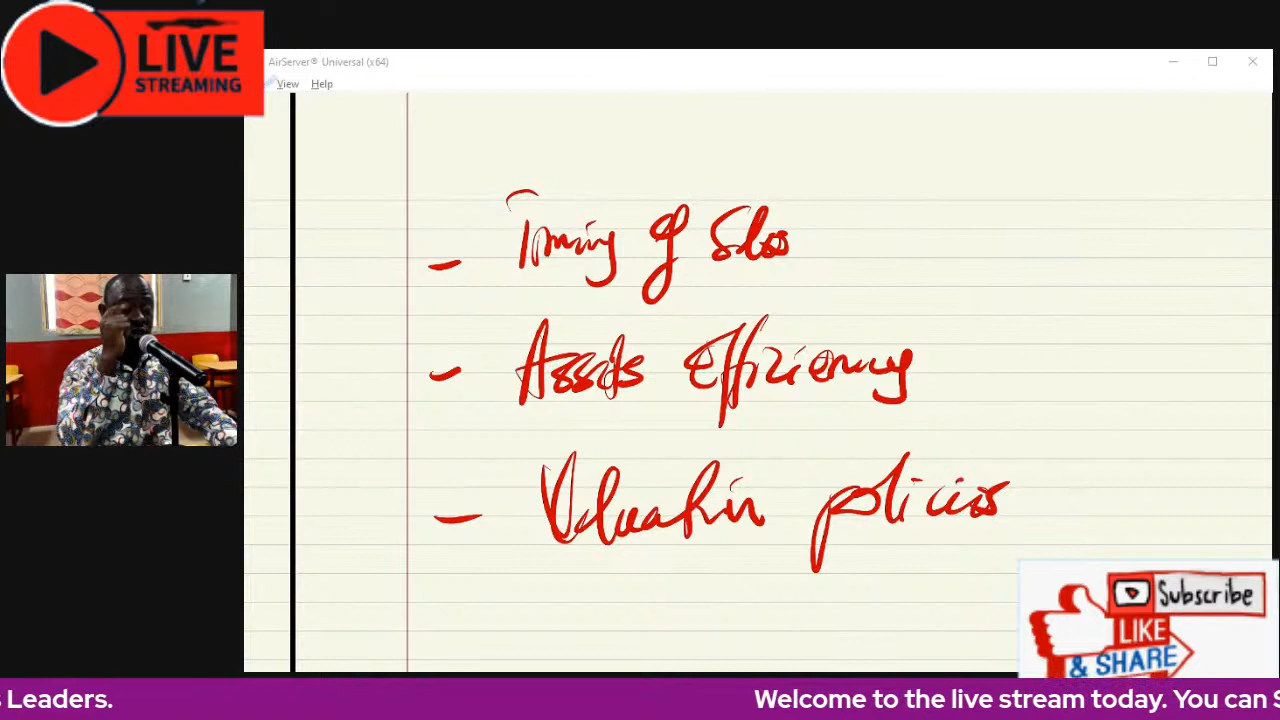 LIVE
STREAMING
AirServer® Universal (x64)
View Help
- Timing of Sales
- Assets efficiency
- Valuation policies
Subscribe
LIKE
& SHARE
s Leaders.
Welcome to the live stream today. You can S